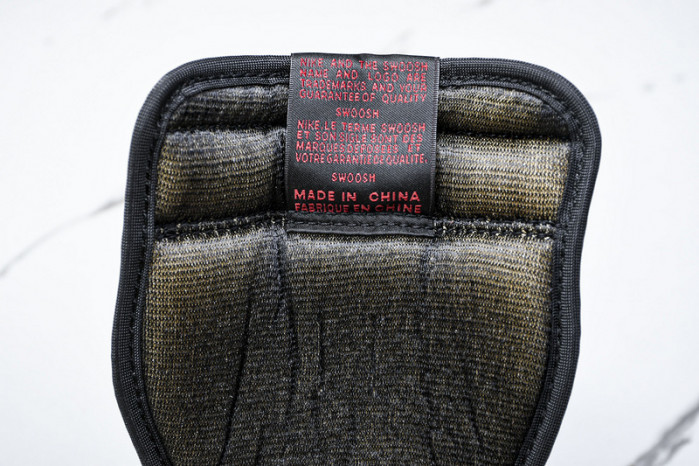 NIKE AND THE SWOOSH
NAME AND LOGO ARE
TRADEMARKS AND YOUR
GUARANTEE OF QUALITY
SWOOSH
NIKE LE TERME SWOOSH
ET SON SIGLE SONT DES
MARQUES DEPOSEES ET
VOTRE GARANTIE DE QUALITE.
SWOOSH
MADE IN CHINA
FABRIQUE EN CHINE